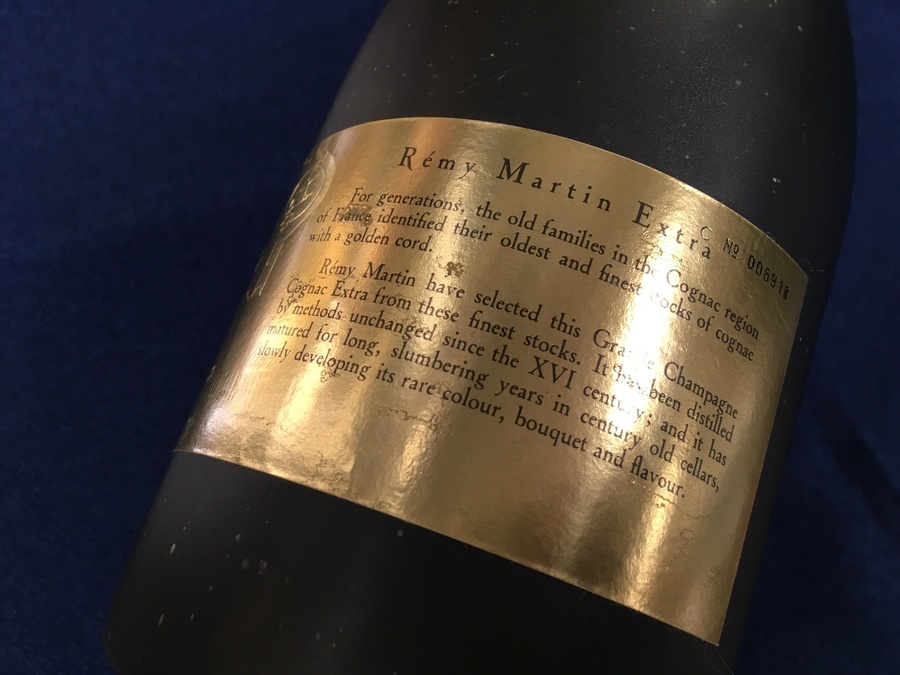 Rémy Martin Extra
C Nº 006918
For generations, the old families in the Cognac region
of France identified their oldest and finest stocks of cognac
with a golden cord.
Rémy Martin have selected this Grande Champagne
Cognac Extra from these finest stocks. It has been distilled
by methods unchanged since the XVI century; and it has
matured for long, slumbering years in century old cellars,
slowly developing its rare colour, bouquet and flavour.